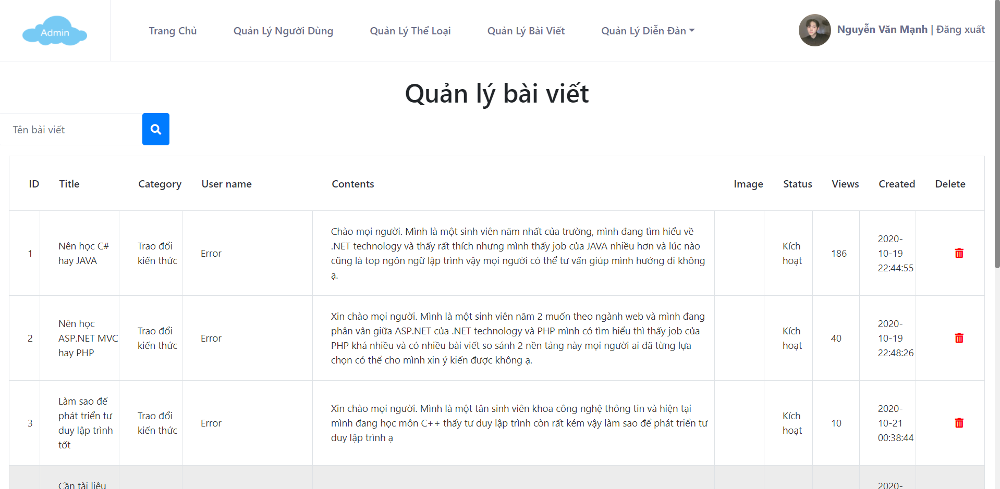 Admin
Trang Chủ
Quản Lý Người Dùng
Quản Lý Thể Loại
Quản Lý Bài Viết
Quản Lý Diễn Đàn
Nguyễn Văn Mạnh | Đăng xuất
Quản lý bài viết
Tên bài viết
ID Title Category User name Contents Image Status Views Created Delete
1
Nên học C#
hay JAVA
Trao đổi
kiến thức
Error
Chào mọi người. Mình là một sinh viên năm nhất của trường, mình đang tìm hiểu về
.NET technology và thấy rất thích nhưng mình thấy job của JAVA nhiều hơn và lúc nào
cũng là top ngôn ngữ lập trình vậy mọi người có thể tư vấn giúp mình hướng đi không
ạ.
Kích
hoạt
186
2020-
10-19
22:44:55
2
Nên học
ASP.NET MVC
hay PHP
Trao đổi
kiến thức
Error
Xin chào mọi người. Mình là một sinh viên năm 2 muốn theo ngành web và mình đang
phân vân giữa ASP.NET của .NET technology và PHP mình có tìm hiểu thì thấy job của
PHP khá nhiều và có nhiều bài viết so sánh 2 nền tảng này mọi người ai đã từng lựa
chọn có thể cho mình xin ý kiến được không ạ.
Kích
hoạt
40
2020-
10-19
22:48:26
3
Làm sao để
phát triển tư
duy lập trình
tốt
Trao đổi
kiến thức
Error
Xin chào mọi người. Mình là một tân sinh viên khoa công nghệ thông tin và hiện tại
mình đang học môn C++ thấy tư duy lập trình còn rất kém vậy làm sao để phát triển tư
duy lập trình ạ
Kích
hoạt
10
2020-
10-21
00:38:44
Cần tài liệu
2020-